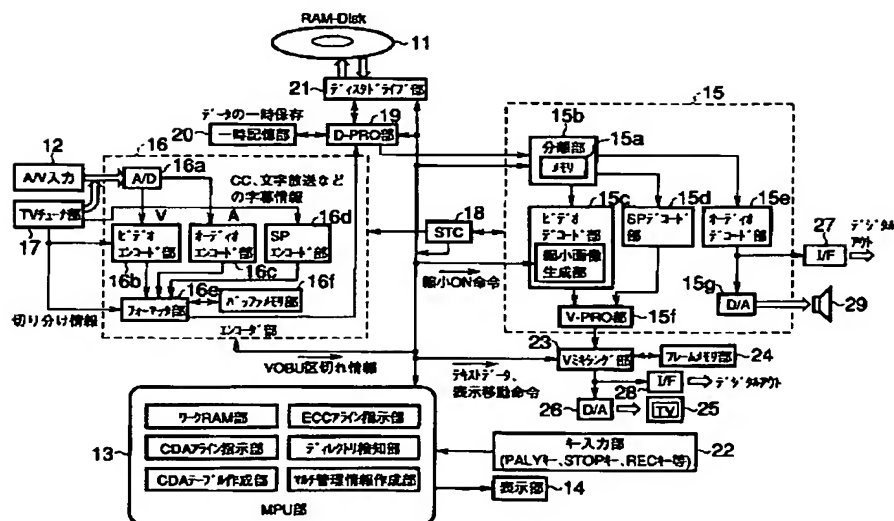 RAM-Disk
11
21
ディスクドライブ部
データの一時保存
19
20
一時記憶部
D-PRO部
12
16
16a
A/V入力
A/D
TVチューナ部
17
CC、文字放送など
の字幕情報
V
A
16d
ビデオ
エンコード部
オーディオ
エンコード部
SP
エンコード部
16b
16c
16f
16e
フォーマッタ部
バッファメモリ部
切り分け情報
エンコーダ部
18
STC
縮小ON命令
VOBU区切れ情報
15
15b
15a
分離部
メモリ
15c
15d
15e
ビデオ
デコード部
SPデコード部
オーディオ
デコード部
縮小画像
生成部
27
I/F
デジタル
アウト
15g
D/A
29
V-PRO部
15f
23
Vミキシング部
24
フレームメモリ部
テキストデータ、
表示移動命令
28
I/F
デジタルアウト
26
D/A
TV
25
13
ワークRAM部
ECCアライン指示部
CDAアライン指示部
ディレクトリ検知部
CDAテーブル作成部
マルチ管理情報作成部
MPU部
キー入力部
(PALYキー、STOPキー、RECキー等)
22
表示部
14